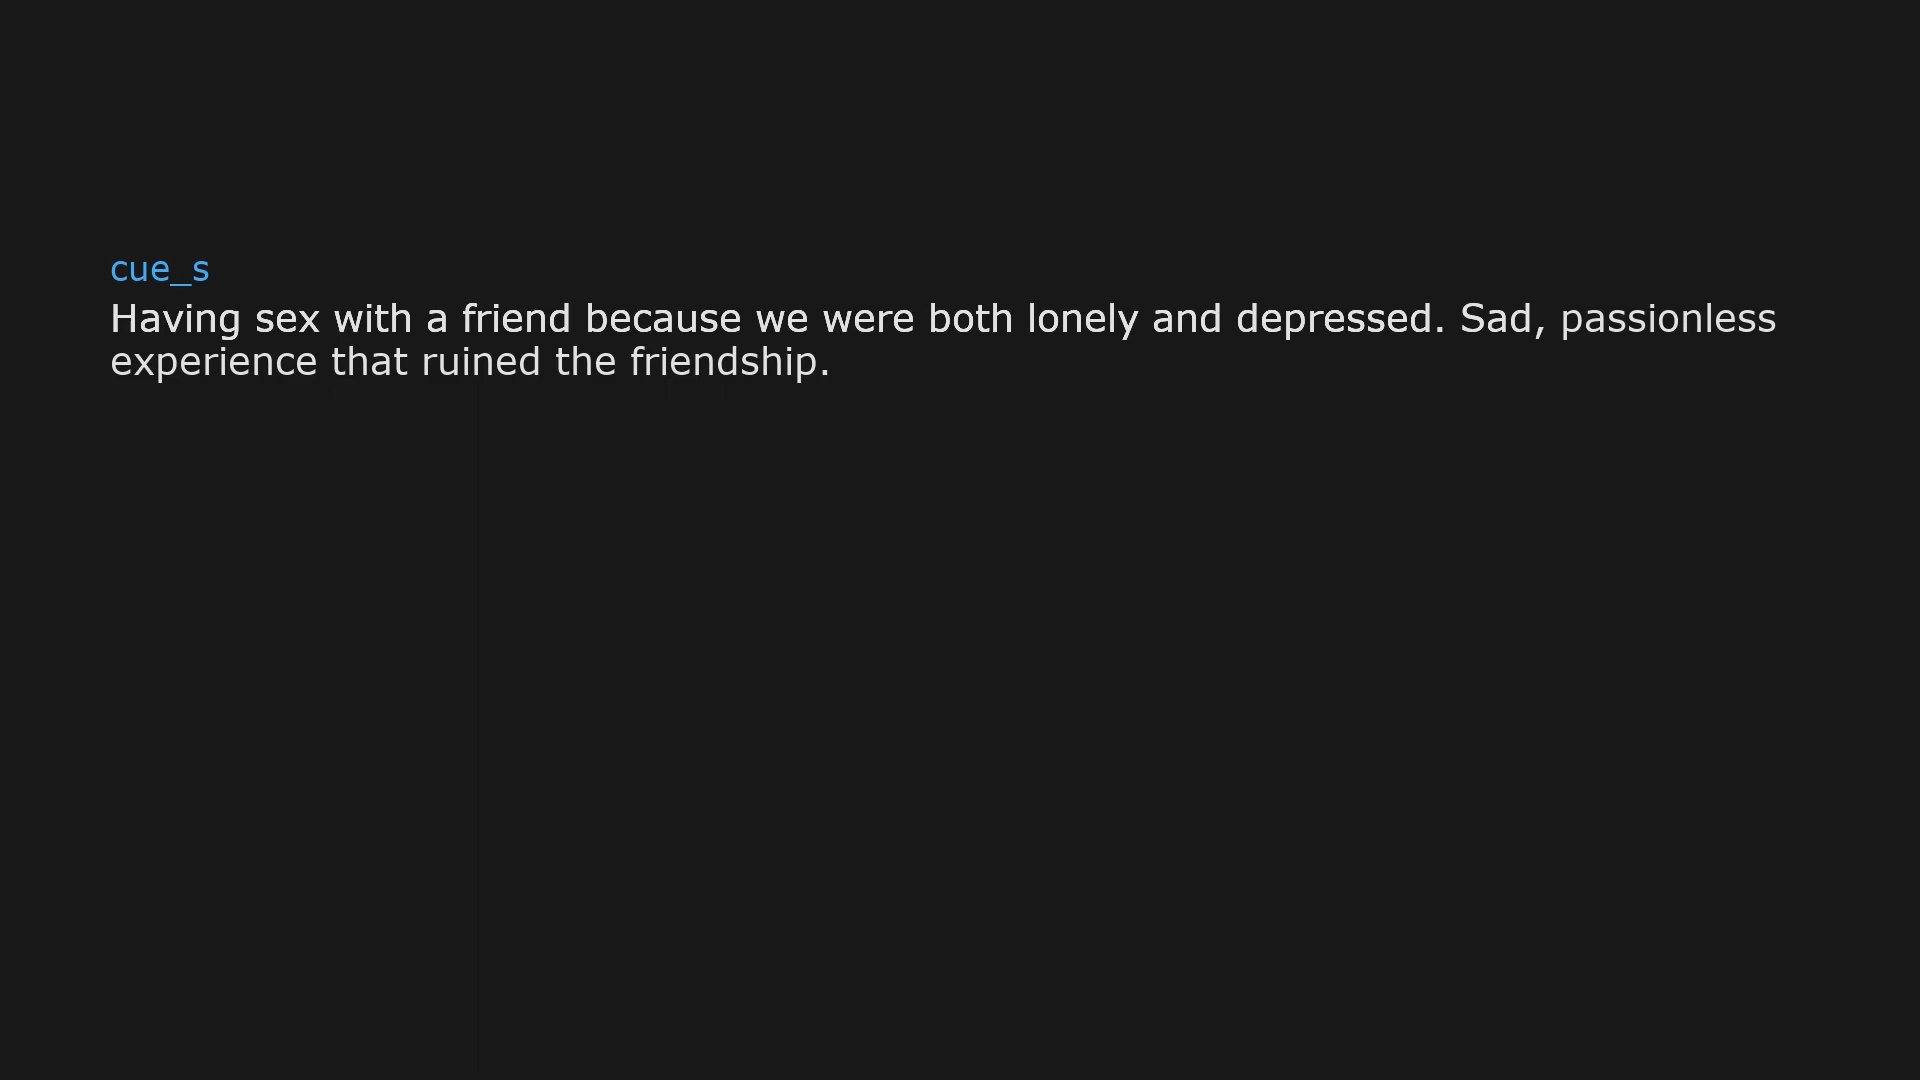 cue_s
Having sex with a friend because we were both lonely and depressed. Sad, passionless
experience that ruined the friendship.